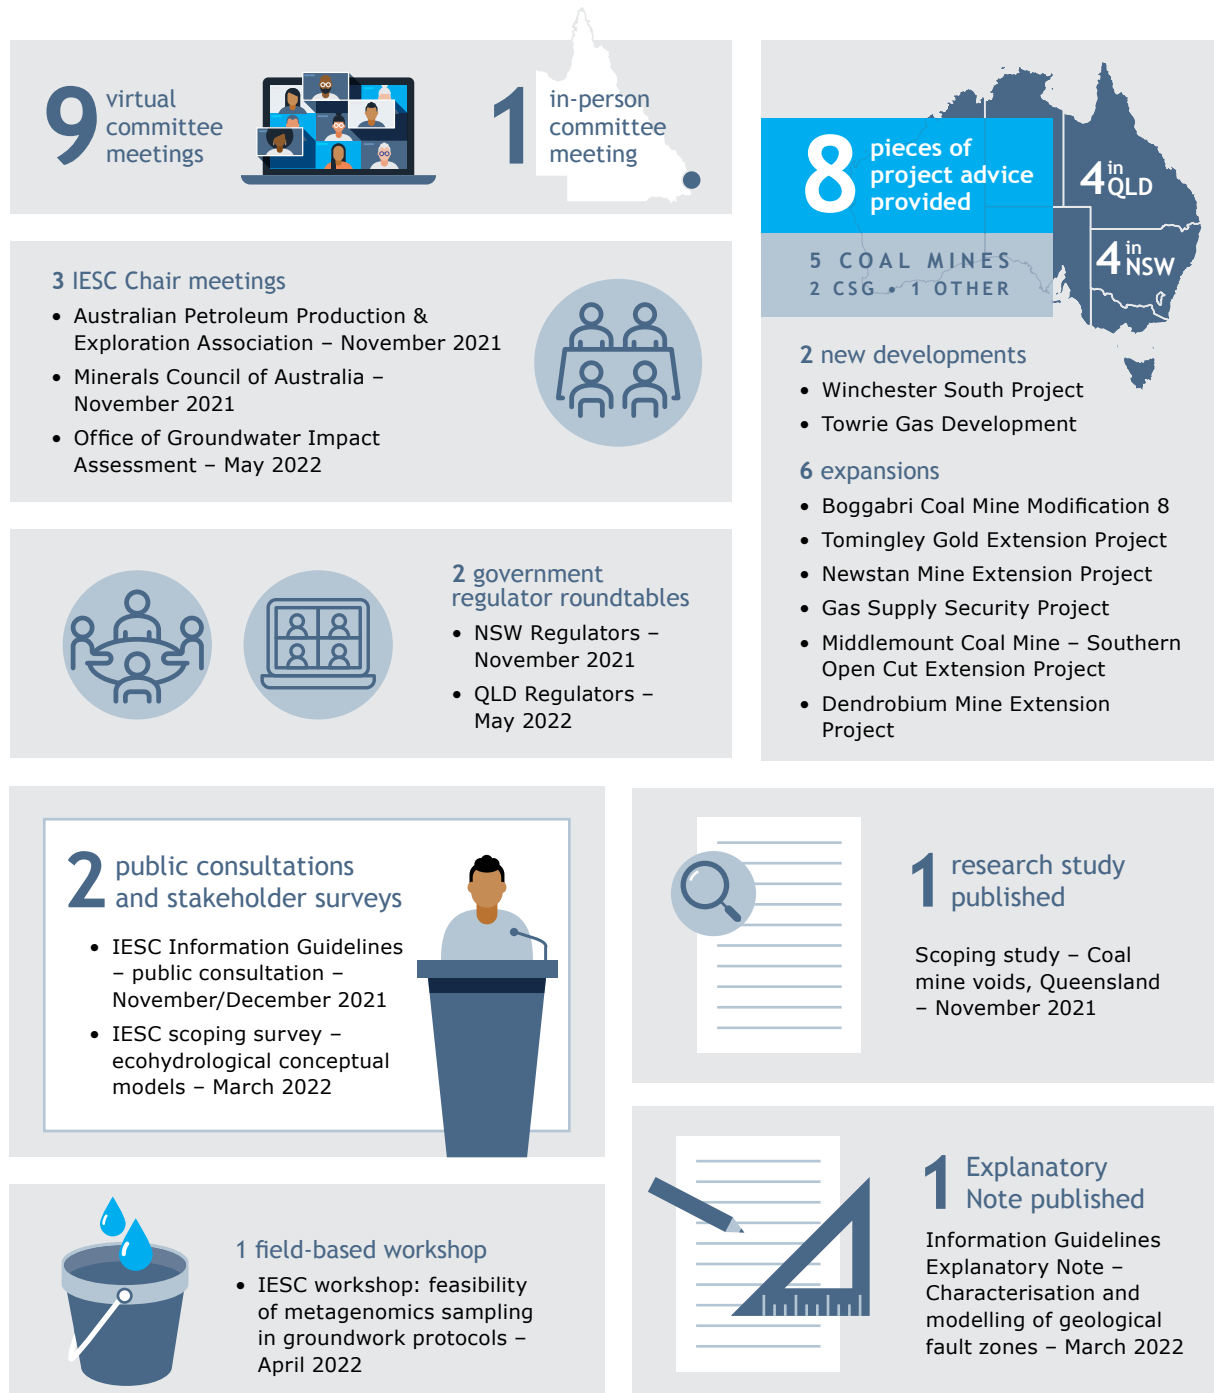 9 virtual
committee
meetings
1 in-person
committee
meeting
3 IESC Chair meetings
• Australian Petroleum Production &
Exploration Association – November 2021
• Minerals Council of Australia –
November 2021
• Office of Groundwater Impact
Assessment – May 2022
2 government
regulator roundtables
• NSW Regulators –
November 2021
• QLD Regulators –
May 2022
8 pieces of
project advice
provided
4 in
QLD
4 in
NSW
5 COAL MINES
2 CSG • 1 OTHER
2 new developments
• Winchester South Project
• Towrie Gas Development
6 expansions
• Boggabri Coal Mine Modification 8
• Tomingley Gold Extension Project
• Newstan Mine Extension Project
• Gas Supply Security Project
• Middlemount Coal Mine – Southern
Open Cut Extension Project
• Dendrobium Mine Extension
Project
2 public consultations
and stakeholder surveys
• IESC Information Guidelines
– public consultation –
November/December 2021
• IESC scoping survey –
ecohydrological conceptual
models – March 2022
1 research study
published
Scoping study – Coal
mine voids, Queensland
– November 2021
1 field-based workshop
• IESC workshop: feasibility
of metagenomics sampling
in groundwork protocols –
April 2022
1 Explanatory
Note published
Information Guidelines
Explanatory Note –
Characterisation and
modelling of geological
fault zones – March 2022